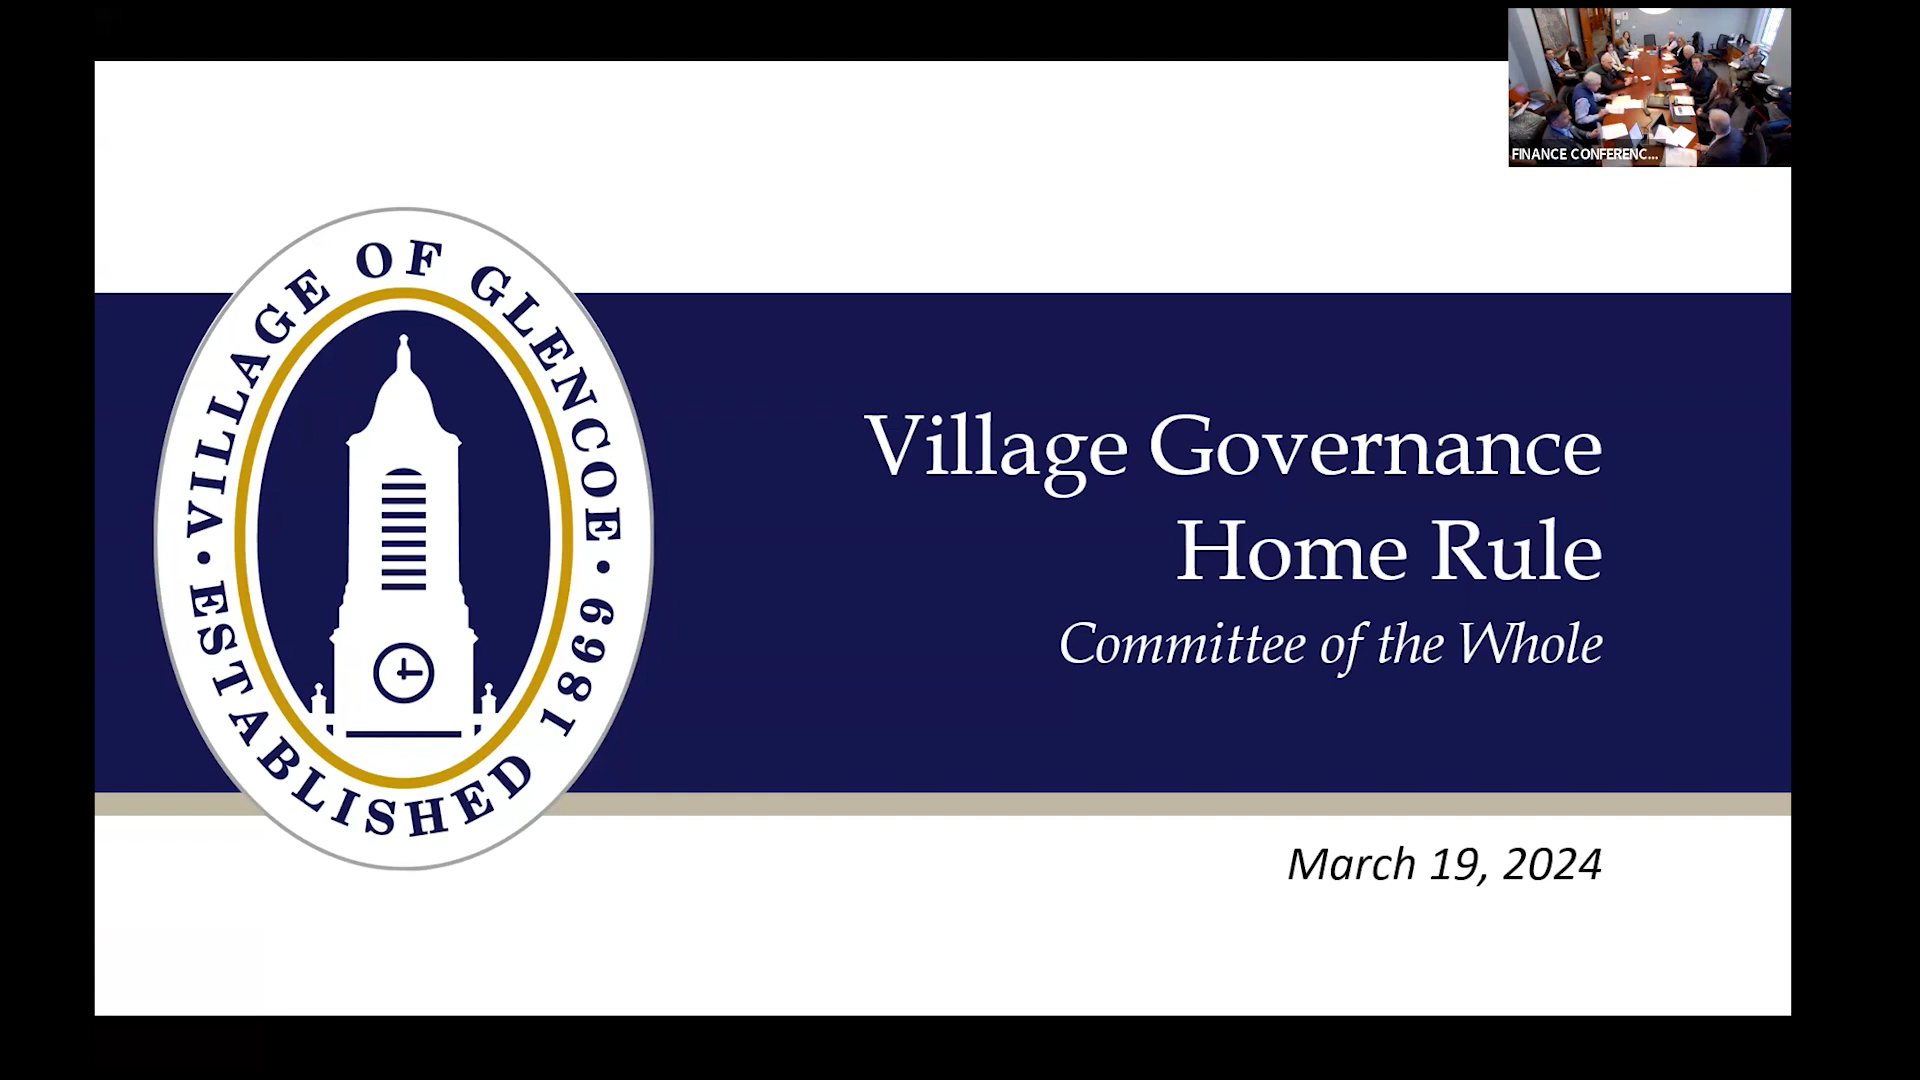 FINANCE CONFERENC...
VILLAGE OF GLENCOE
• ESTABLISHED 1869 •
Village Governance
Home Rule
Committee of the Whole
March 19, 2024